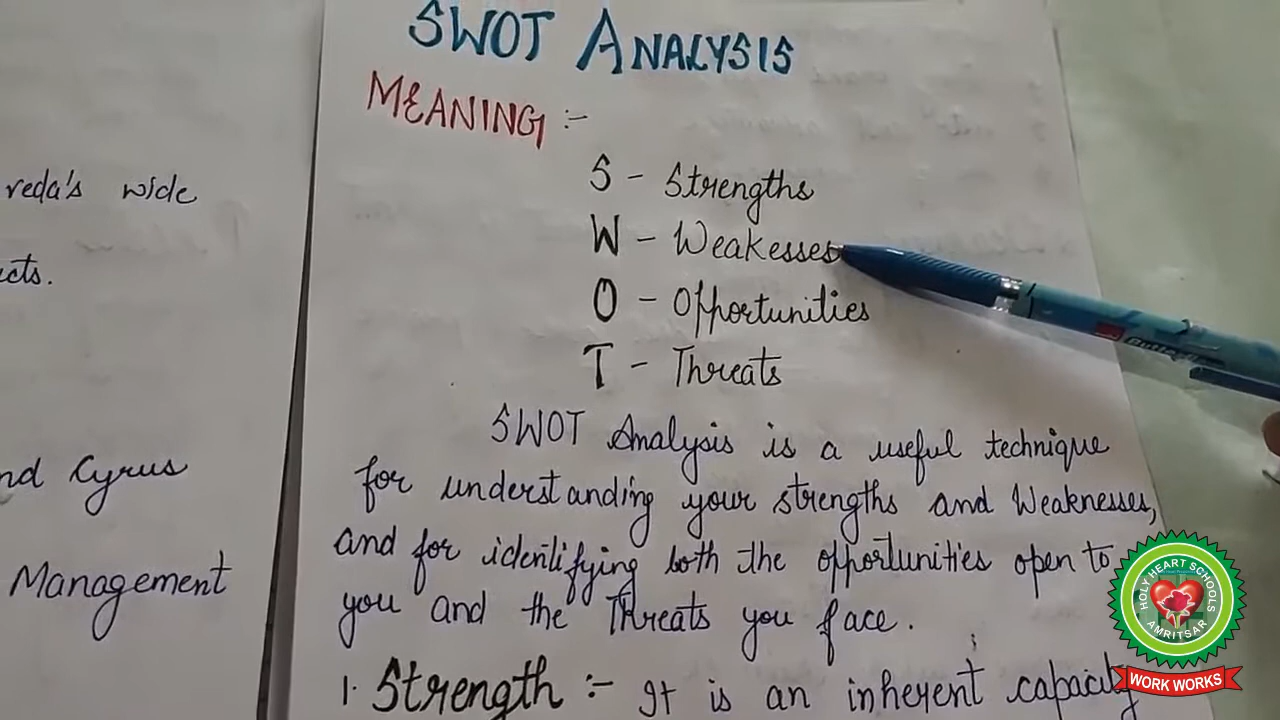 reda's wide
cts.
nd Cyrus
Management
SWOT ANALYSIS
MEANING :-
S - Strengths
W - Weakesses
O - Opportunities
T - Threats
SWOT Analysis is a useful technique
for understanding your strengths and Weaknesses,
and for identifying both the opportunities open to
you and the Threats you face.
1. Strength :- It is an inherent capacity
HOLY HEART SCHOOLS
AMRITSAR
WORK WORKS